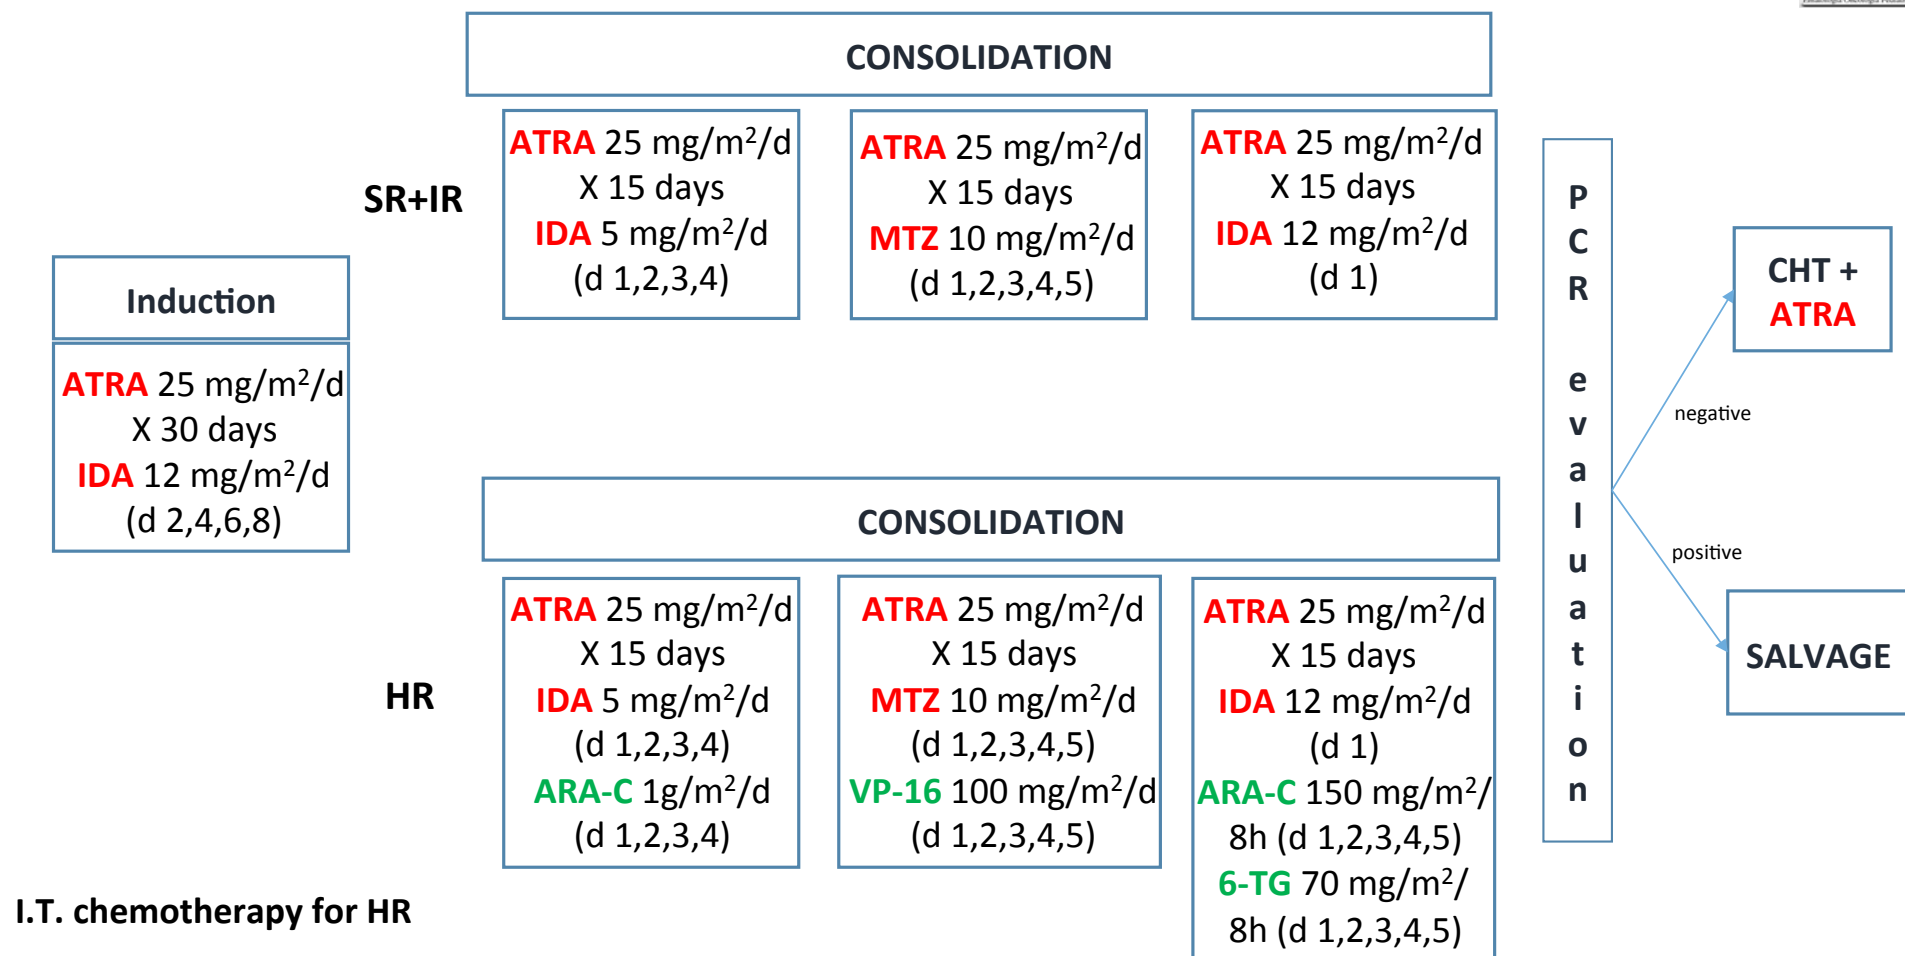 CONSOLIDATION
SR+IR
ATRA 25 mg/m²/d
X 15 days
IDA 5 mg/m²/d
(d 1,2,3,4)
ATRA 25 mg/m²/d
X 15 days
MTZ 10 mg/m²/d
(d 1,2,3,4,5)
ATRA 25 mg/m²/d
X 15 days
IDA 12 mg/m²/d
(d 1)
Induction
ATRA 25 mg/m²/d
X 30 days
IDA 12 mg/m²/d
(d 2,4,6,8)
CONSOLIDATION
HR
ATRA 25 mg/m²/d
X 15 days
IDA 5 mg/m²/d
(d 1,2,3,4)
ARA-C 1g/m²/d
(d 1,2,3,4)
ATRA 25 mg/m²/d
X 15 days
MTZ 10 mg/m²/d
(d 1,2,3,4,5)
VP-16 100 mg/m²/d
(d 1,2,3,4,5)
ATRA 25 mg/m²/d
X 15 days
IDA 12 mg/m²/d
(d 1)
ARA-C 150 mg/m²/
8h (d 1,2,3,4,5)
6-TG 70 mg/m²/
8h (d 1,2,3,4,5)
PCR evaluation
negative
CHT +
ATRA
positive
SALVAGE
I.T. chemotherapy for HR